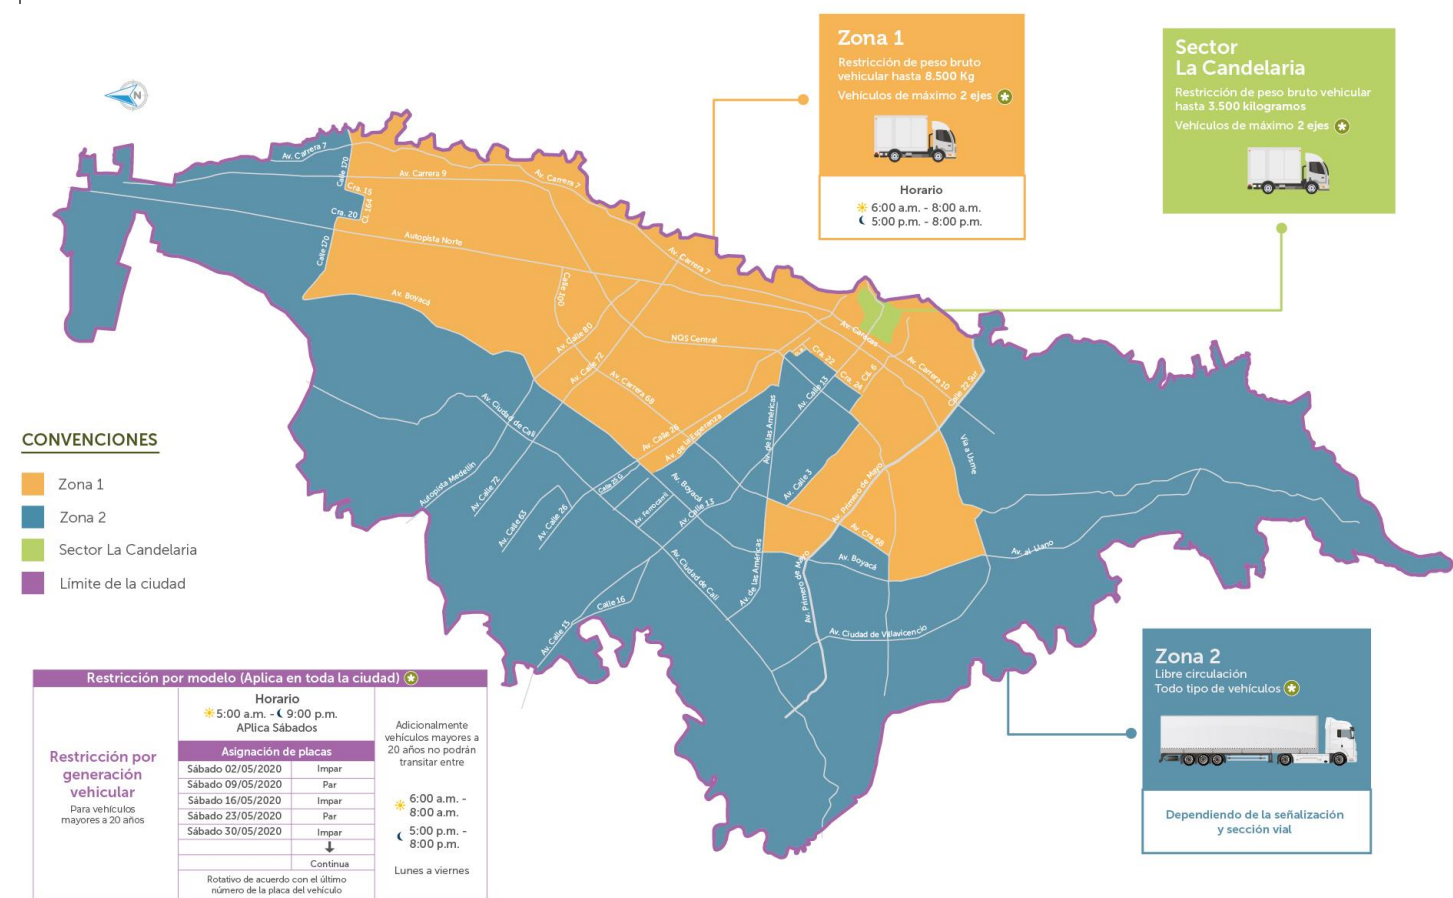 Zona 1
Restricción de peso bruto
vehicular hasta 8.500 Kg
Vehículos de máximo 2 ejes
Horario
6:00 a.m. - 8:00 a.m.
5:00 p.m. - 8:00 p.m.
Sector
La Candelaria
Restricción de peso bruto vehicular
hasta 3.500 kilogramos
Vehículos de máximo 2 ejes
N
Av. Carrera 7
Calle 170
Cra. 15
Cl. 164
Cra. 20
Calle 170
Av. Carrera 9
Av. Carrera 7
Autopista Norte
Av. Carrera 7
Av. Boyacá
Calle 100
Av. Calle 80
Av. Calle 72
NQS Central
Av. Carrera 68
Av. Caracas
Cra. 22
Cra. 24
CL. 6
Av. Carrera 10
Calle 22 Sur
Av. Calle 13
Av. Ciudad de Cali
Av. Calle 26
Av. de la Esperanza
Av. de las Américas
Vía a Usme
Autopista Medellín
Av. Calle 72
Av. Calle 63
Av. Calle 26
Calle 25 G
Av. Ferrocarril
Av. Boyacá
Av. Calle 13
Av. Calle 3
Av. Primero de Mayo
Av. Cra 68
Av. Boyacá
Av. al Llano
Av. de las Américas
Av. Primero de Mayo
Av. Ciudad de Cali
Calle 16
Av. Calle 13
Av. Ciudad de Villavicencio
CONVENCIONES
Zona 1
Zona 2
Sector La Candelaria
Límite de la ciudad
Restricción por modelo (Aplica en toda la ciudad)
Restricción por
generación
vehicular
Para vehículos
mayores a 20 años
Horario
5:00 a.m. - 9:00 p.m.
APlica Sábados
Asignación de placas
Sábado 02/05/2020 Impar
Sábado 09/05/2020 Par
Sábado 16/05/2020 Impar
Sábado 23/05/2020 Par
Sábado 30/05/2020 Impar
Continua
Rotativo de acuerdo con el último
número de la placa del vehículo
Adicionalmente
vehículos mayores a
20 años no podrán
transitar entre
6:00 a.m. -
8:00 a.m.
5:00 p.m. -
8:00 p.m.
Lunes a viernes
Zona 2
Libre circulación
Todo tipo de vehículos
Dependiendo de la señalización
y sección vial